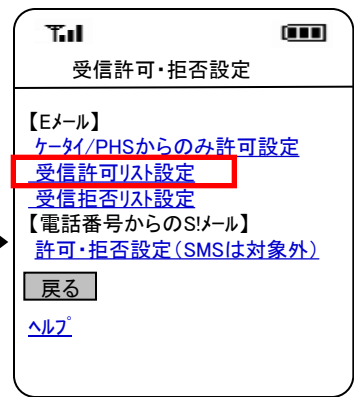 受信許可・拒否設定
【Eﾒｰﾙ】
ｹｰﾀｲ/PHSからのみ許可設定
受信許可ﾘｽﾄ設定
受信拒否ﾘｽﾄ設定
【電話番号からのS!ﾒｰﾙ】
許可・拒否設定（SMSは対象外）
戻る
ﾍﾙﾌﾟ